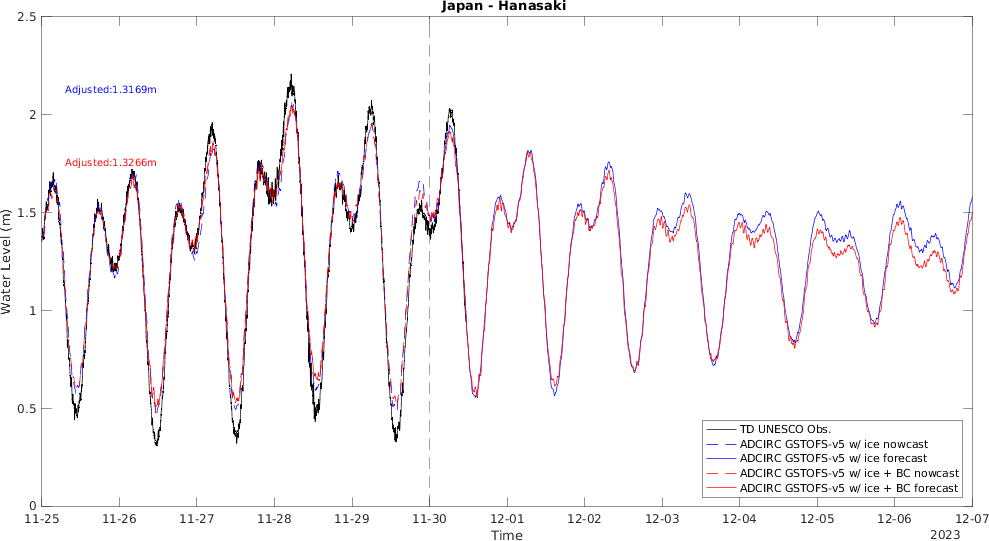 Japan - Hanasaki
2.5
2
1.5
1
0.5
0
Water Level (m)
Adjusted:1.3169m
Adjusted:1.3266m
TD UNESCO Obs.
ADCIRC GSTOFS-v5 w/ ice nowcast
ADCIRC GSTOFS-v5 w/ ice forecast
ADCIRC GSTOFS-v5 w/ ice + BC nowcast
ADCIRC GSTOFS-v5 w/ ice + BC forecast
11-25 11-26 11-27 11-28 11-29 11-30 12-01 12-02 12-03 12-04 12-05 12-06 12-07
Time
2023